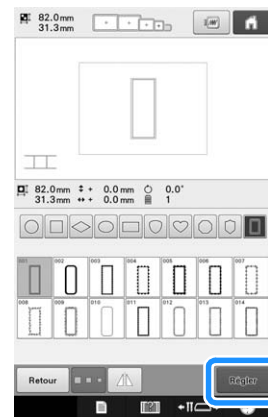 82.0mm
31.3mm
82.0mm + 0.0mm 0.0°
31.3mm + 0.0mm 1
001 002 003 004 005 006 007
008 009 010 011 012 013 014
Retour Régler